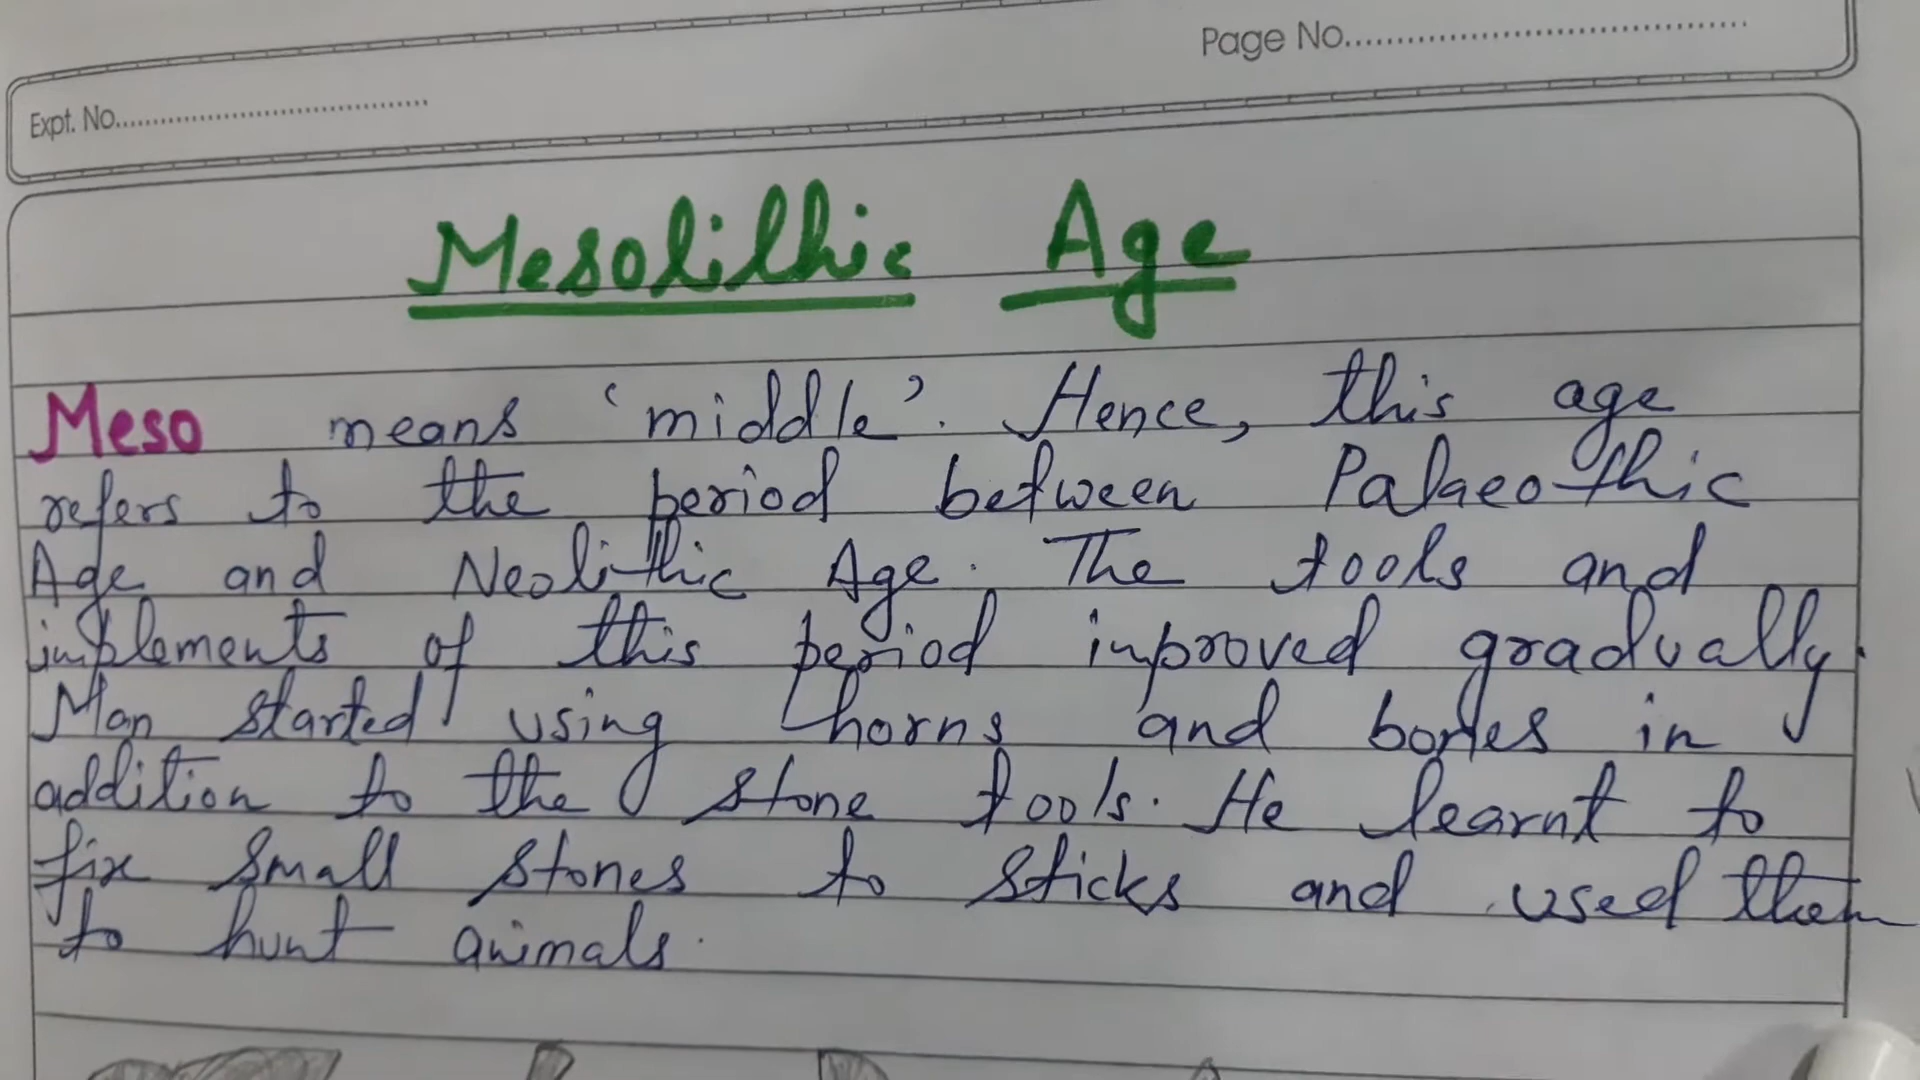 Page No.
Expt. No.
Mesolithic Age
Meso means 'middle'. Hence, this age
refers to the period between Palaeothic
Age and Neolithic Age. The tools and
implements of this period improved gradually.
Man started using horns and bones in
addition to the stone tools. He learnt to
fix small stones to sticks and used them
to hunt animals.